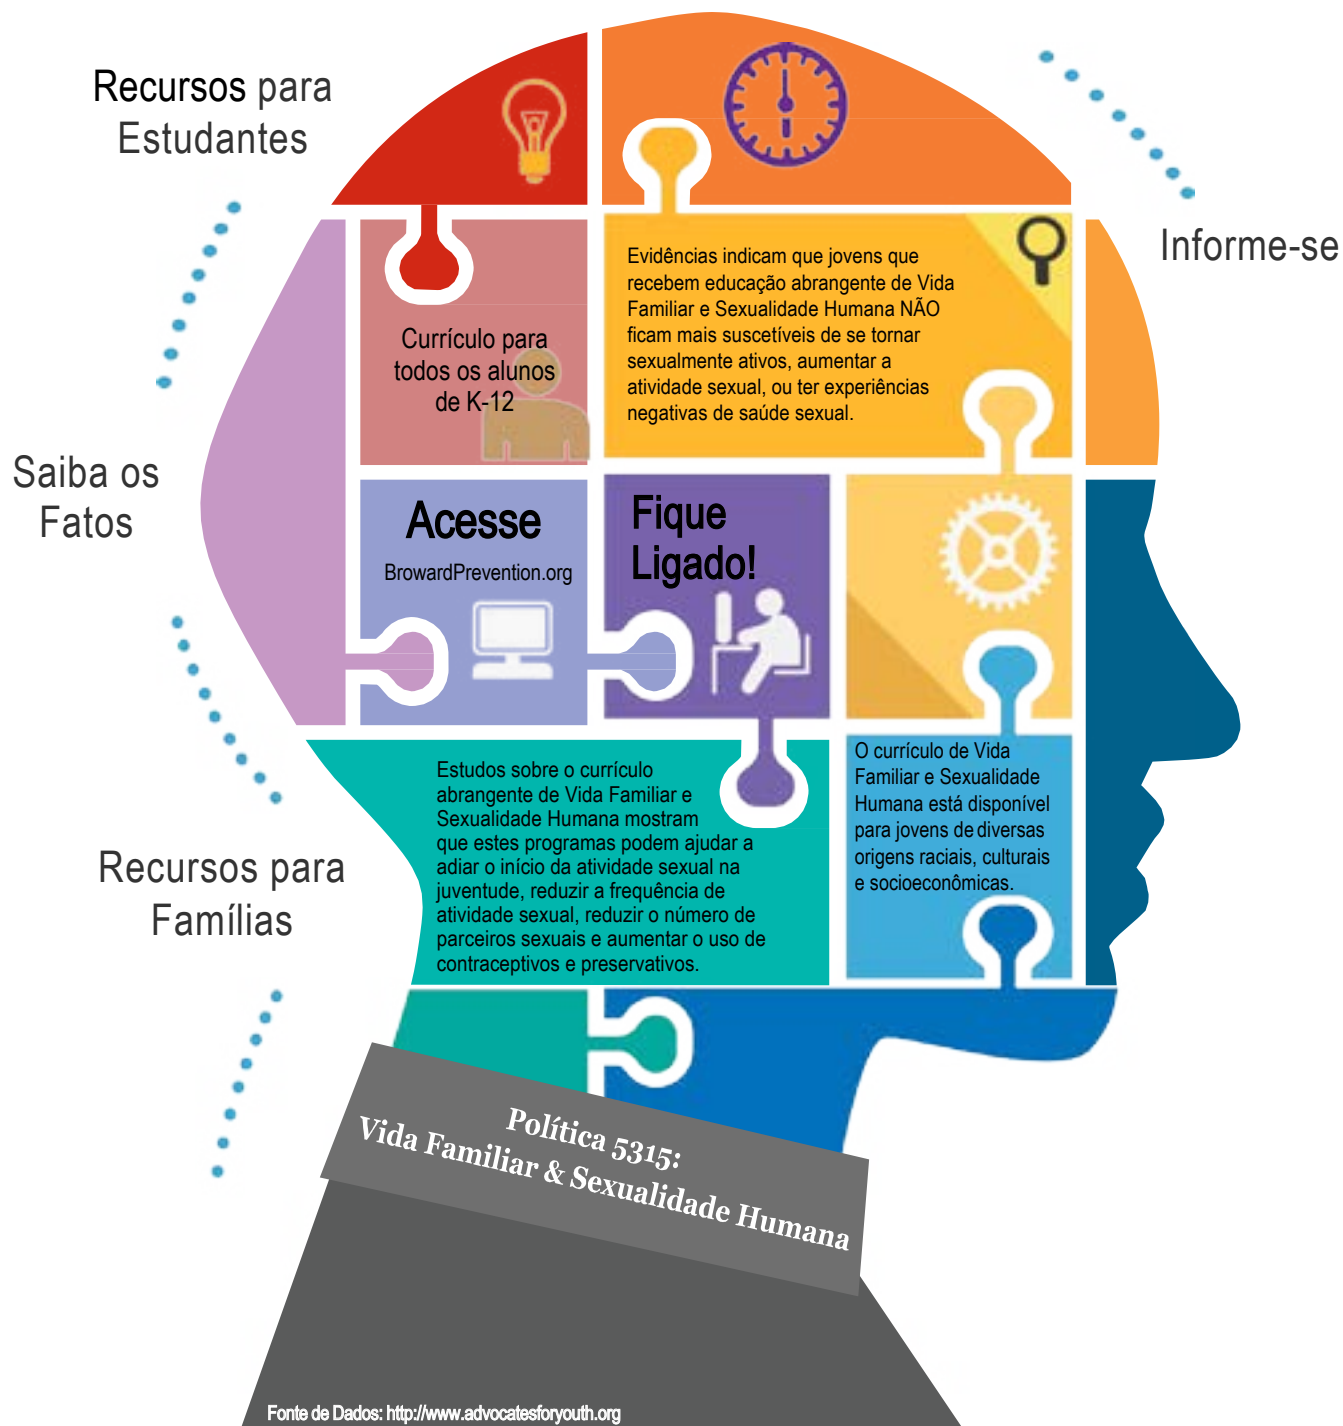 Recursos para
Estudantes
Informe-se
Evidências indicam que jovens que
recebem educação abrangente de Vida
Familiar e Sexualidade Humana NÃO
ficam mais suscetíveis de se tornar
sexualmente ativos, aumentar a
atividade sexual, ou ter experiências
negativas de saúde sexual.
Currículo para
todos os alunos
de K-12
Saiba os
Fatos
Acesse
BrowardPrevention.org
Fique
Ligado!
Estudos sobre o currículo
abrangente de Vida Familiar e
Sexualidade Humana mostram
que estes programas podem ajudar a
adiar o início da atividade sexual na
juventude, reduzir a frequência de
atividade sexual, reduzir o número de
parceiros sexuais e aumentar o uso de
contraceptivos e preservativos.
O currículo de Vida
Familiar e Sexualidade
Humana está disponível
para jovens de diversas
origens raciais, culturais
e socioeconômicas.
Recursos para
Famílias
Política 5315:
Vida Familiar & Sexualidade Humana
Fonte de Dados: http://www.advocatesforyouth.org